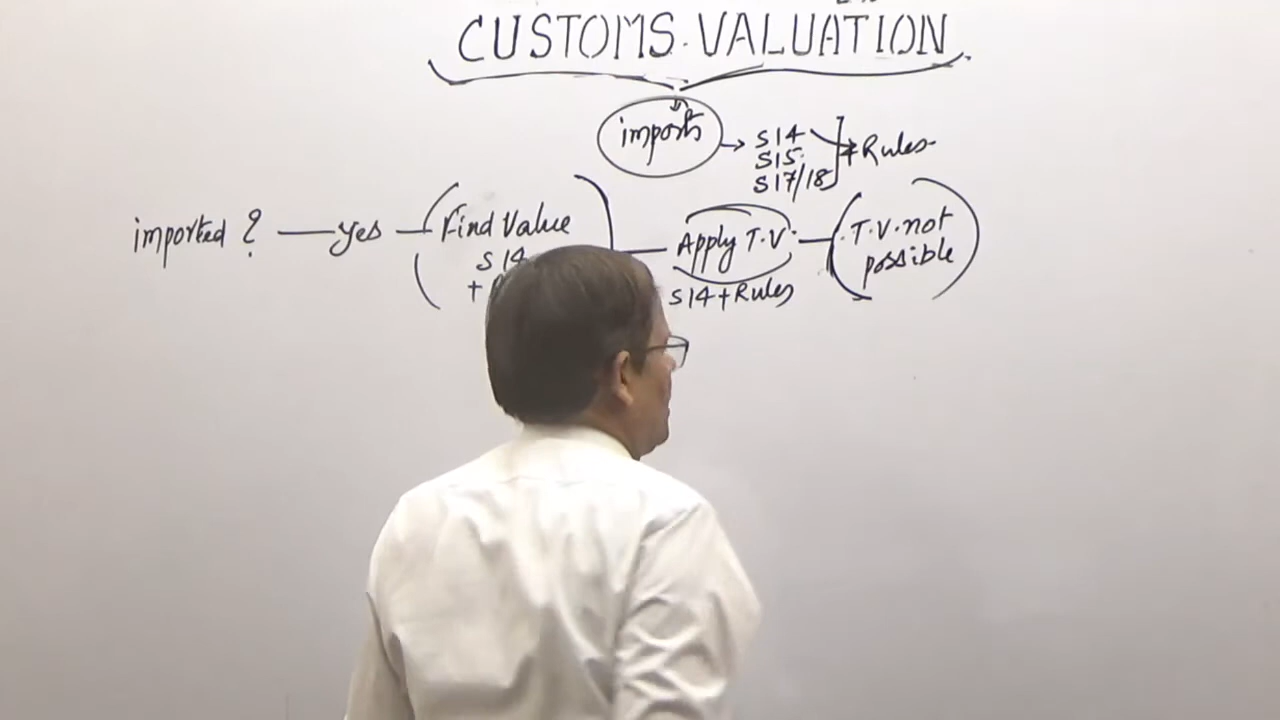 CUSTOMS VALUATION
imports
S14
S15
S17/18
Rules
imported ? — yes — Find Value — Apply T.V. — T.V. not
possible
S14
+
S14+Rules